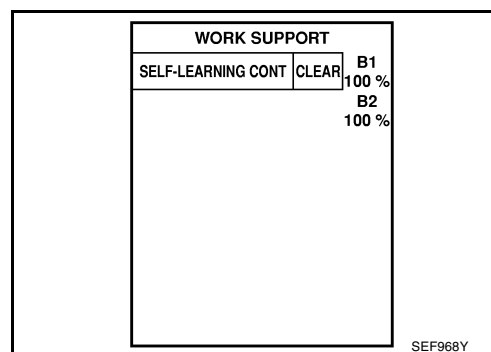 WORK SUPPORT
SELF-LEARNING CONT CLEAR B1
100 %
B2
100 %
SEF968Y